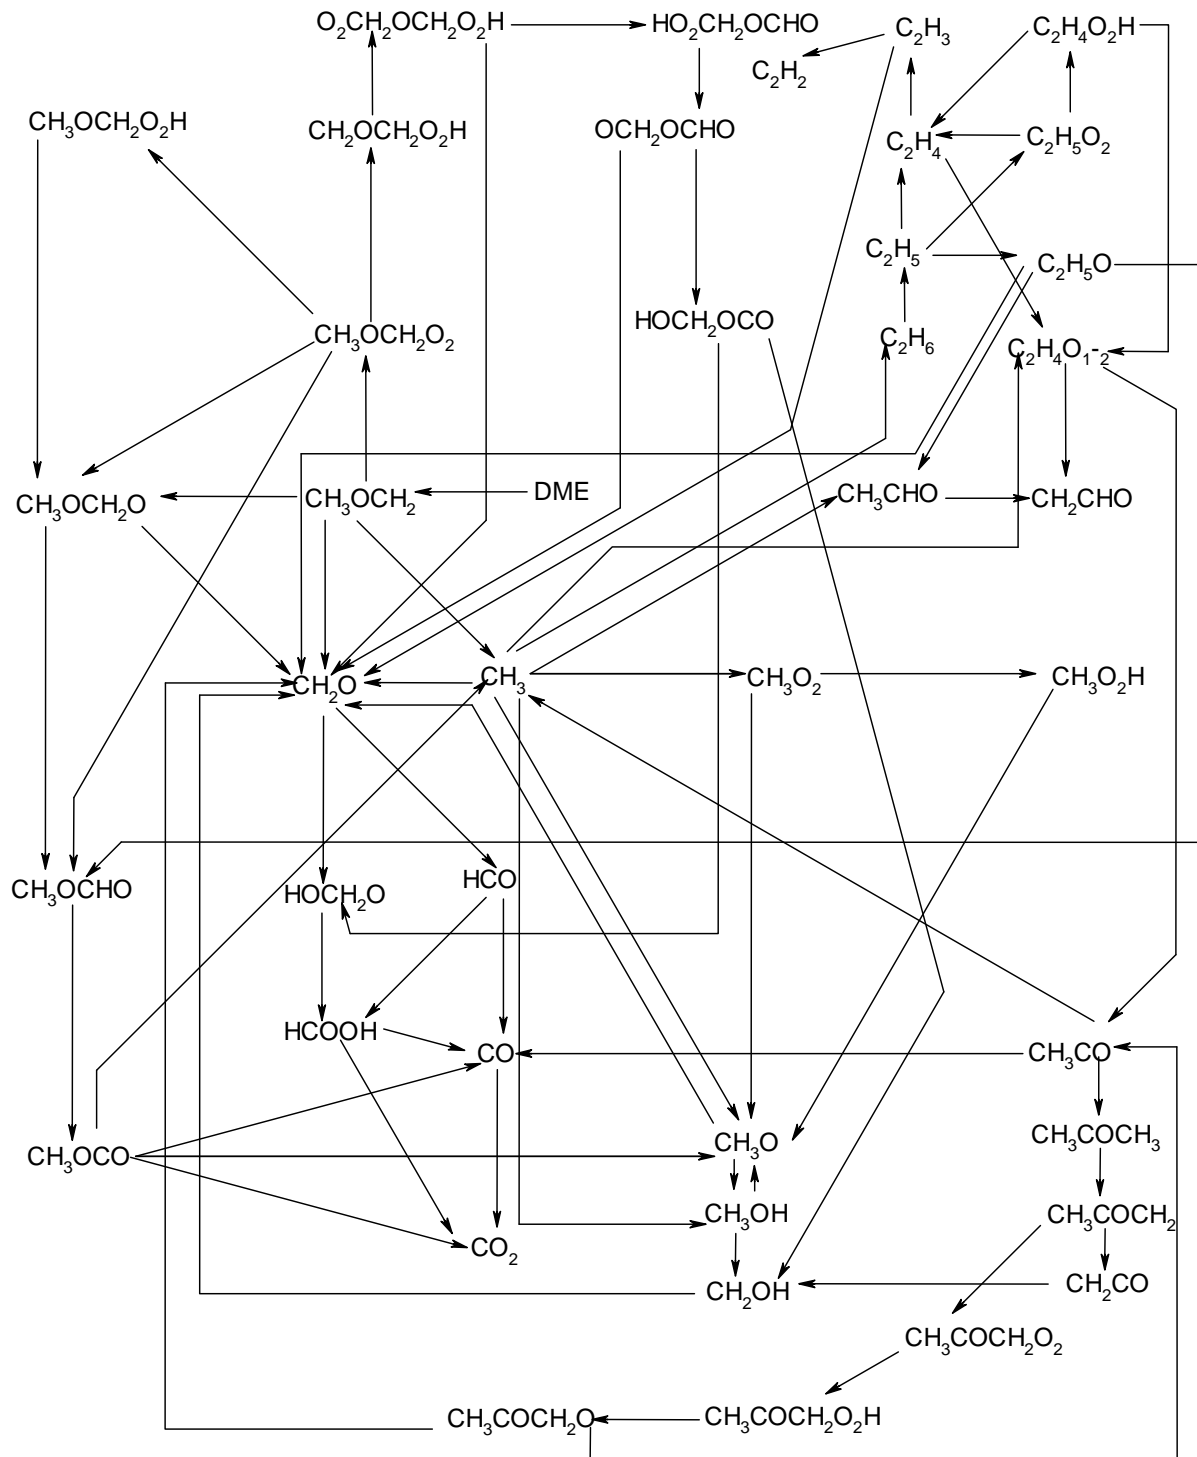 O₂CH₂OCH₂O₂H HO₂CH₂OCHO C₂H₃ C₂H₄O₂H
C₂H₂
CH₃OCH₂O₂H CH₂OCH₂O₂H OCH₂OCHO C₂H₄ C₂H₅O₂
C₂H₅ C₂H₅O
CH₃OCH₂O₂ HOCH₂OCO C₂H₆ C₂H₄O₁-₂
CH₃OCH₂O CH₃OCH₂ DME CH₃CHO CH₂CHO
CH₂O CH₃ CH₃O₂ CH₃O₂H
CH₃OCHO HOCH₂O HCO
HCOOH CO CH₃CO
CH₃OCO CH₃O CH₃COCH₃
CO₂ CH₃OH CH₃COCH₂
CH₂OH CH₂CO
CH₃COCH₂O₂
CH₃COCH₂O CH₃COCH₂O₂H